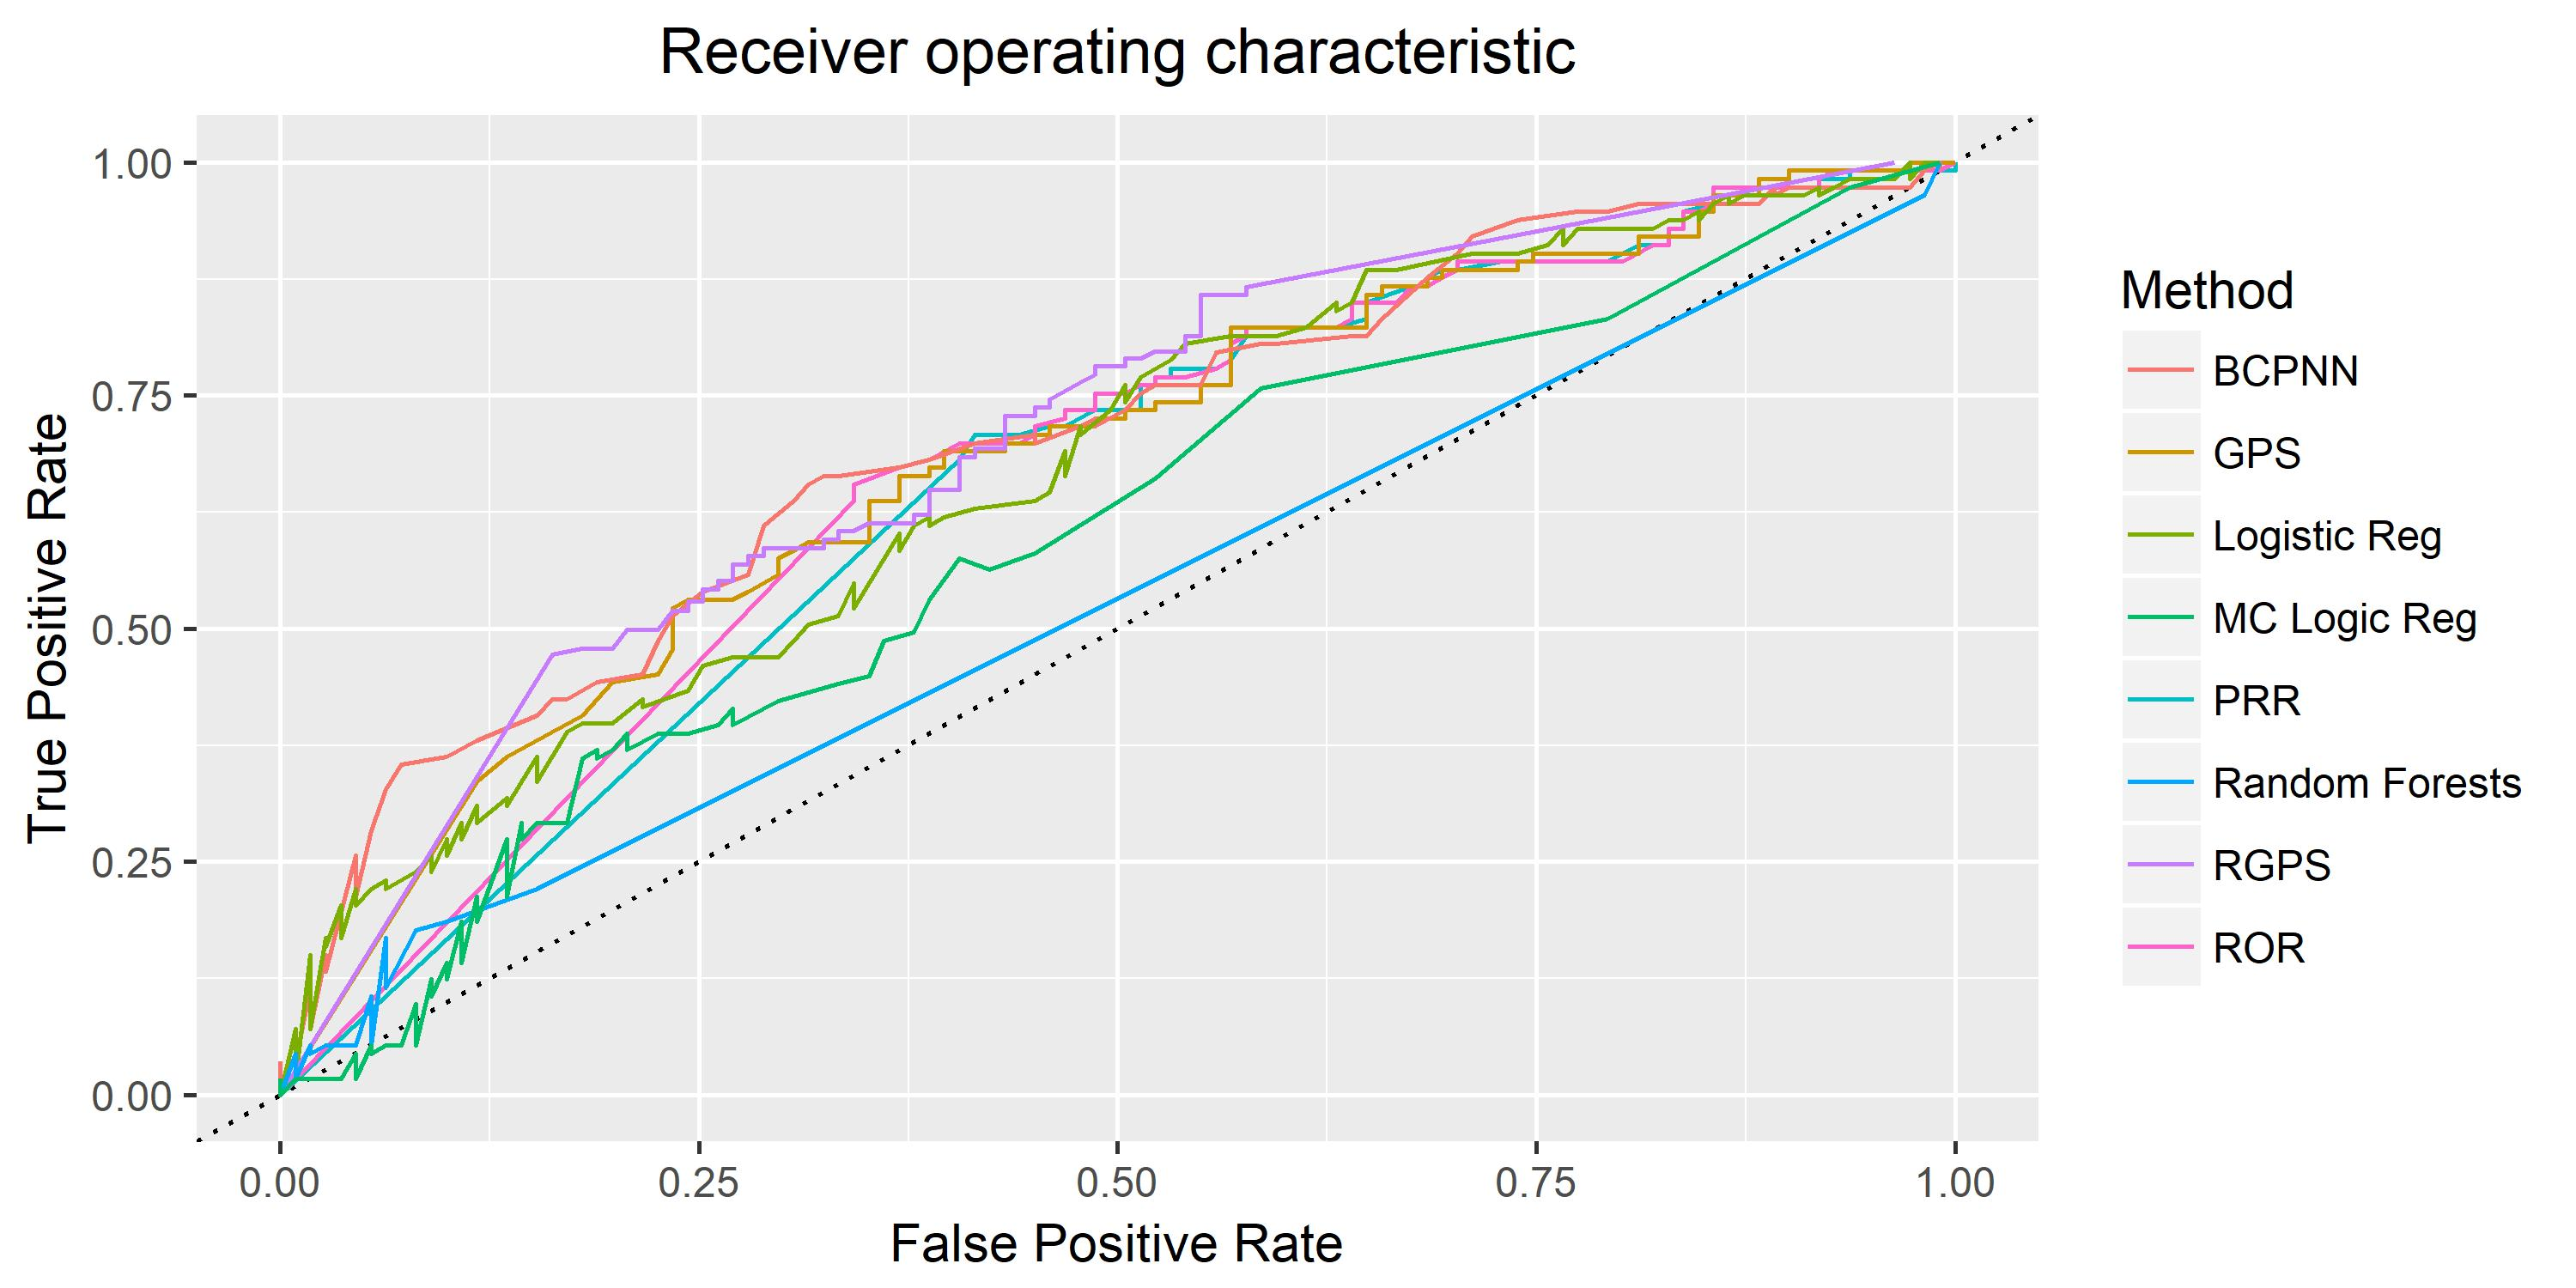 Receiver operating characteristic
True Positive Rate
1.00
0.75
0.50
0.25
0.00
0.00 0.25 0.50 0.75 1.00
False Positive Rate
Method
BCPNN
GPS
Logistic Reg
MC Logic Reg
PRR
Random Forests
RGPS
ROR